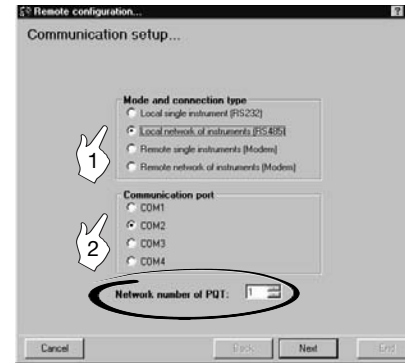 Remote configuration...
?
Communication setup...
Mode and connection type
Local single instrument (RS232)
Local network of instruments (RS485)
Remote single instruments (Modem)
Remote network of instruments (Modem)
1
Communication port
COM1
COM2
COM3
COM4
2
Network number of PQT: 1
Cancel Back Next End